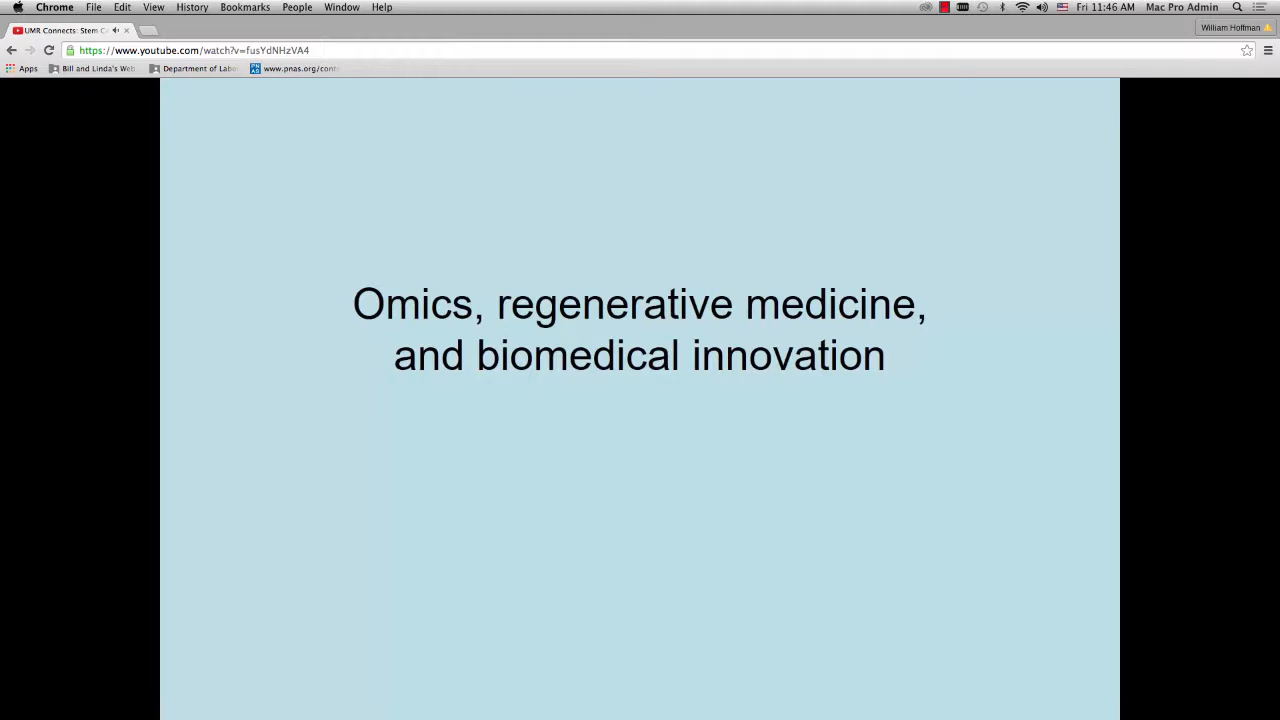 Chrome File Edit View History Bookmarks People Window Help Fri 11:46 AM Mac Pro Admin
UMR Connects: Stem C William Hoffman
https://www.youtube.com/watch?v=fusYdNHzVA4
Apps Bill and Linda's Web Department of Labo www.pnas.org/cont
Omics, regenerative medicine,
and biomedical innovation